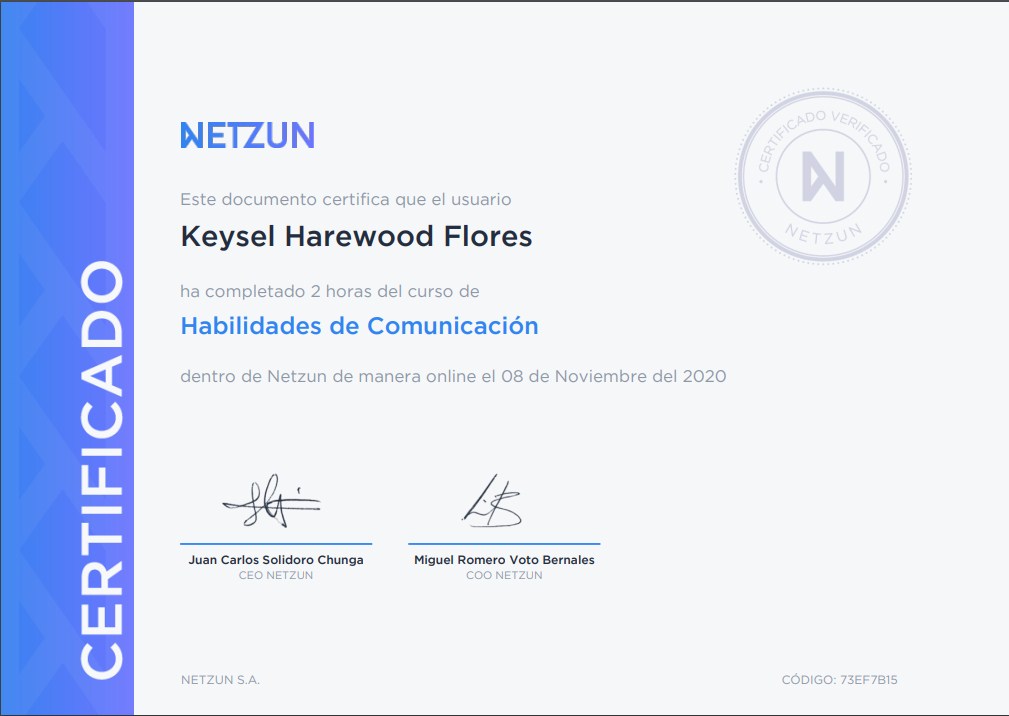 CERTIFICADO
NETZUN
CERTIFICADO VERIFICADO
N
NETZUN
Este documento certifica que el usuario
Keysel Harewood Flores
ha completado 2 horas del curso de
Habilidades de Comunicación
dentro de Netzun de manera online el 08 de Noviembre del 2020
Juan Carlos Solidoro Chunga
CEO NETZUN
Miguel Romero Voto Bernales
COO NETZUN
NETZUN S.A.
CÓDIGO: 73EF7B15